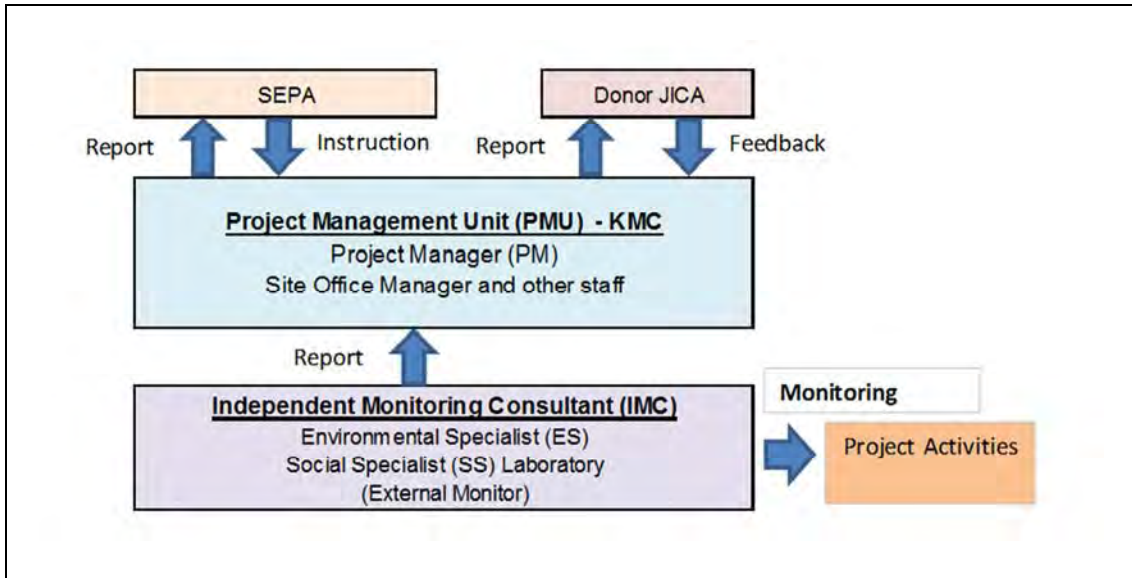 SEPA
Donor JICA
Report
Instruction
Report
Feedback
Project Management Unit (PMU) - KMC
Project Manager (PM)
Site Office Manager and other staff
Report
Independent Monitoring Consultant (IMC)
Environmental Specialist (ES)
Social Specialist (SS) Laboratory
(External Monitor)
Monitoring
Project Activities